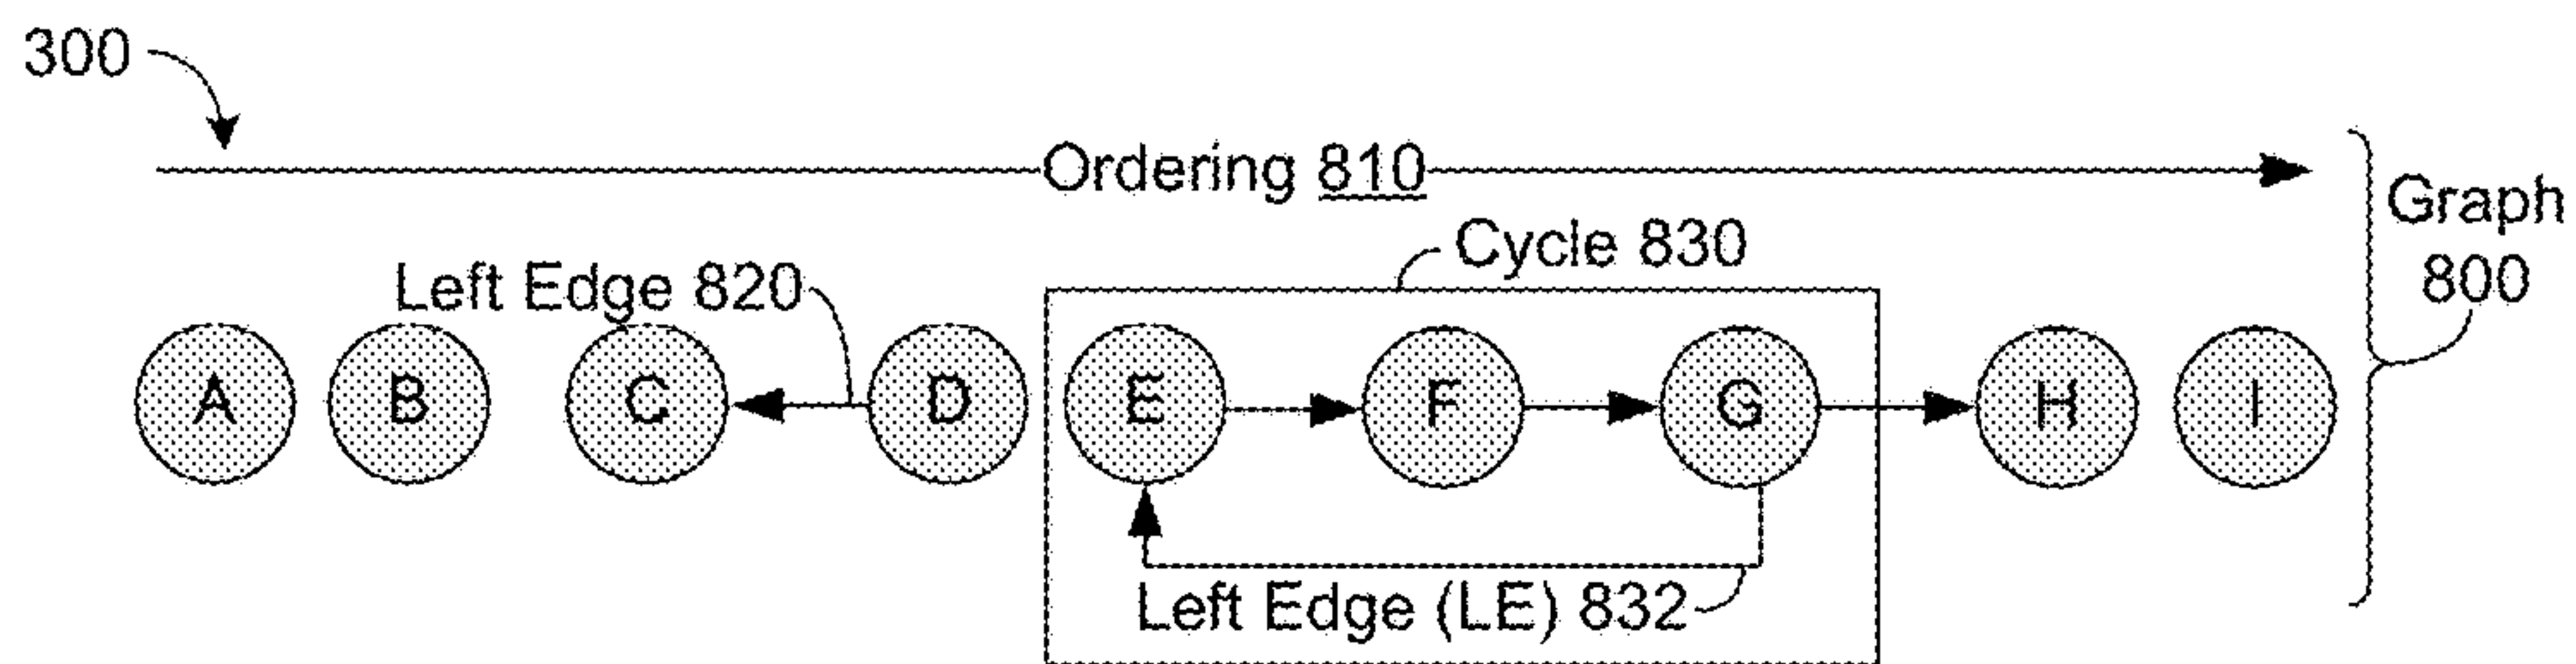 300
Ordering 810
Graph
800
Cycle 830
Left Edge 820
A B C D E F G H I
Left Edge (LE) 832